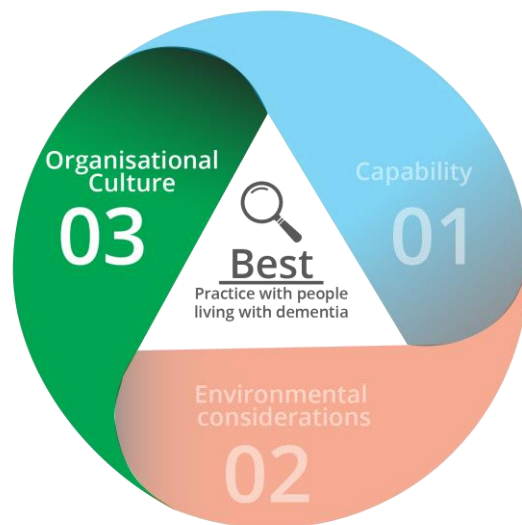 Organisational
Culture
03
Capability
01
Best
Practice with people
living with dementia
Environmental
considerations
02